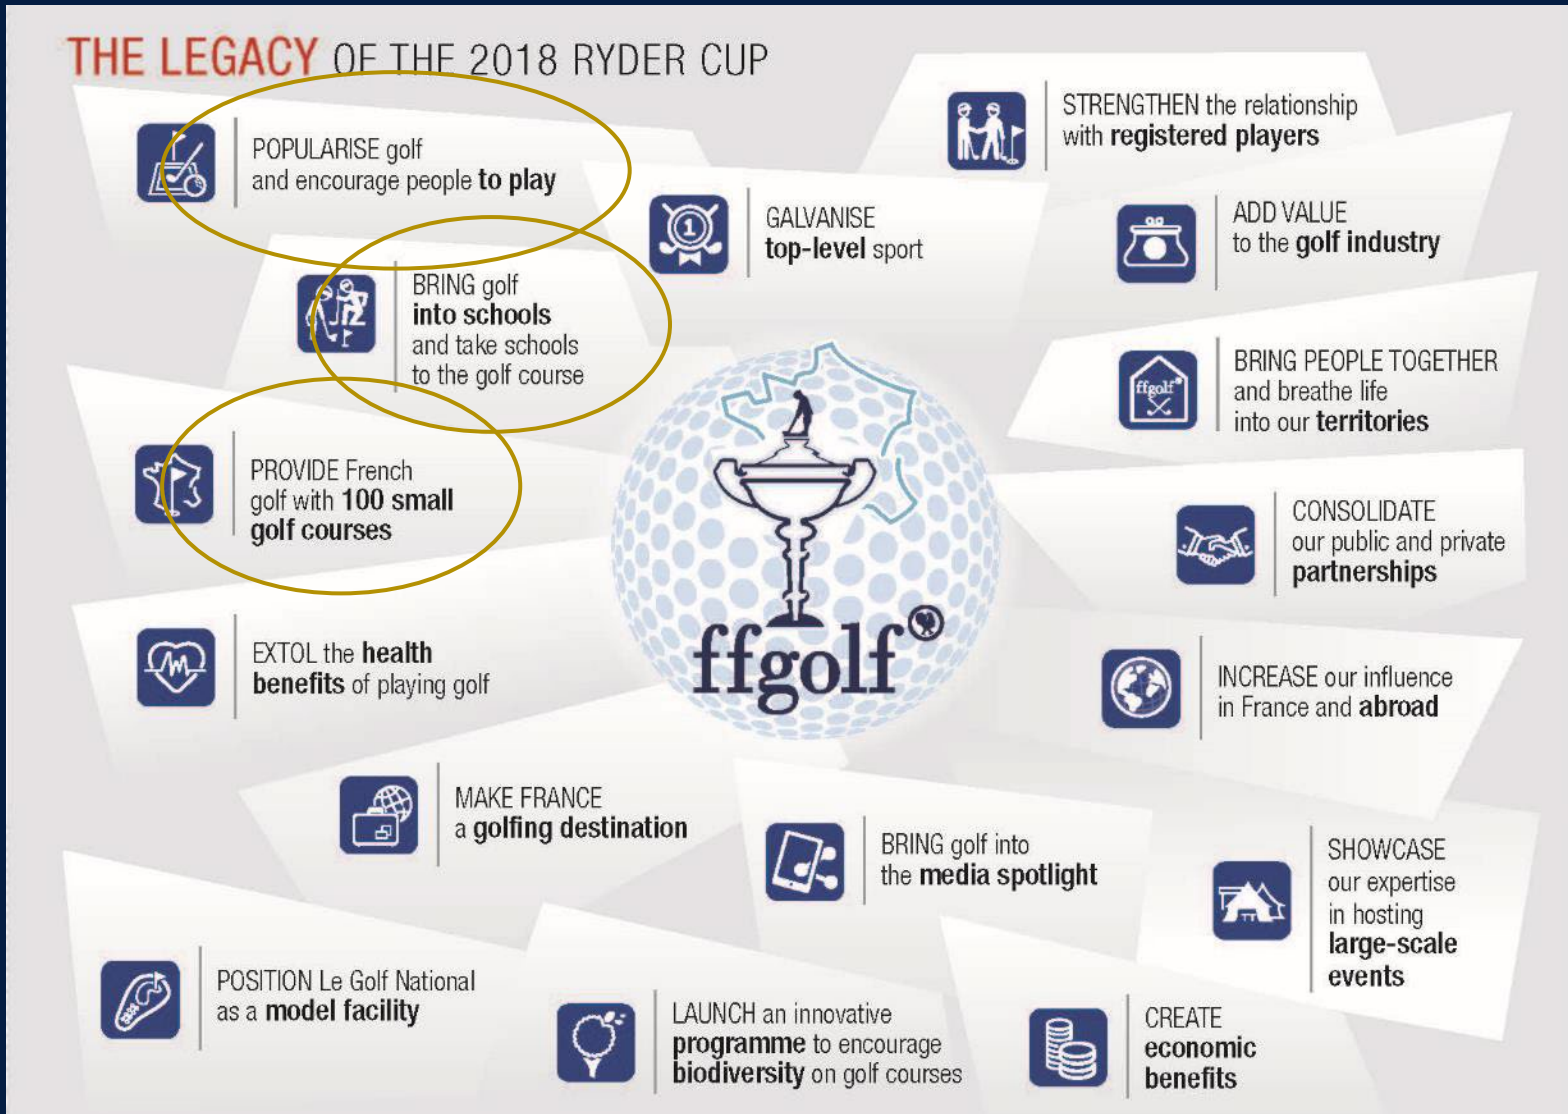 THE LEGACY OF THE 2018 RYDER CUP
POPULARISE golf
and encourage people to play
BRING golf
into schools
and take schools
to the golf course
PROVIDE French
golf with 100 small
golf courses
EXTOL the health
benefits of playing golf
MAKE FRANCE
a golfing destination
POSITION Le Golf National
as a model facility
1
GALVANISE
top-level sport
ffgolf®
BRING golf into
the media spotlight
LAUNCH an innovative
programme to encourage
biodiversity on golf courses
STRENGTHEN the relationship
with registered players
ADD VALUE
to the golf industry
ffgolf
BRING PEOPLE TOGETHER
and breathe life
into our territories
CONSOLIDATE
our public and private
partnerships
INCREASE our influence
in France and abroad
SHOWCASE
our expertise
in hosting
large-scale
events
CREATE
economic
benefits